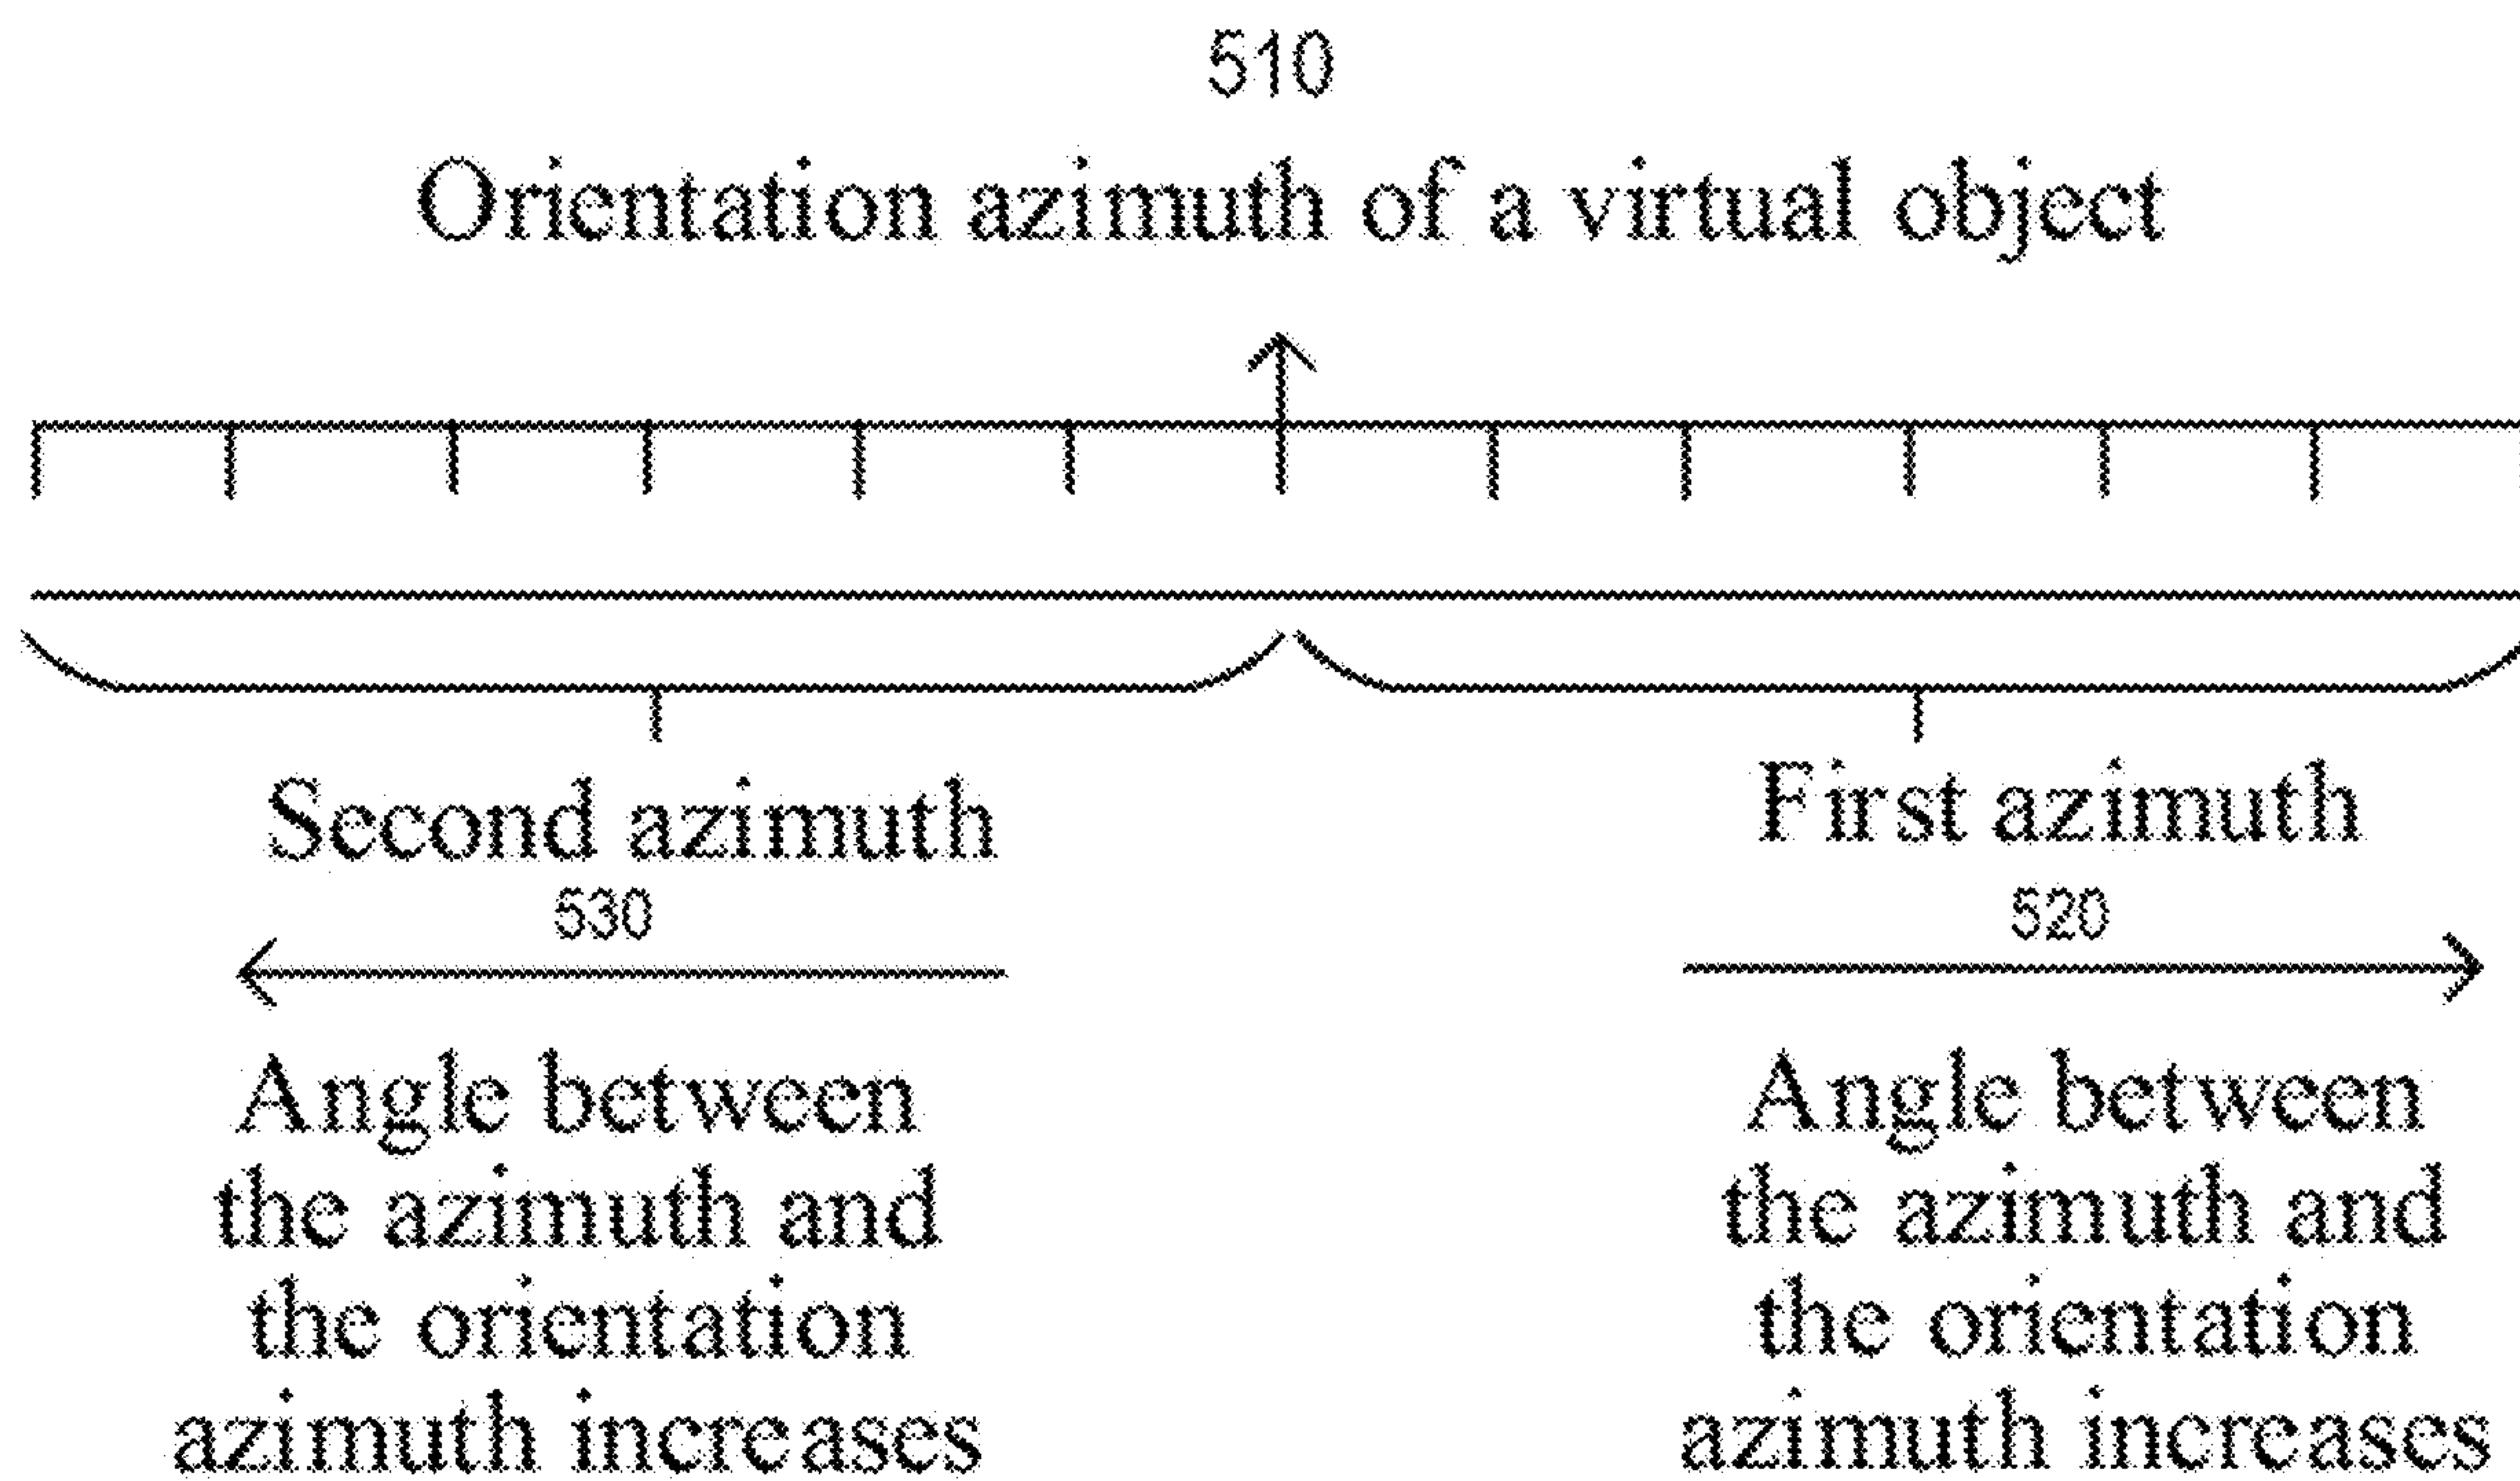 510
Orientation azimuth of a virtual object
Second azimuth
530
Angle between
the azimuth and
the orientation
azimuth increases
First azimuth
520
Angle between
the azimuth and
the orientation
azimuth increases